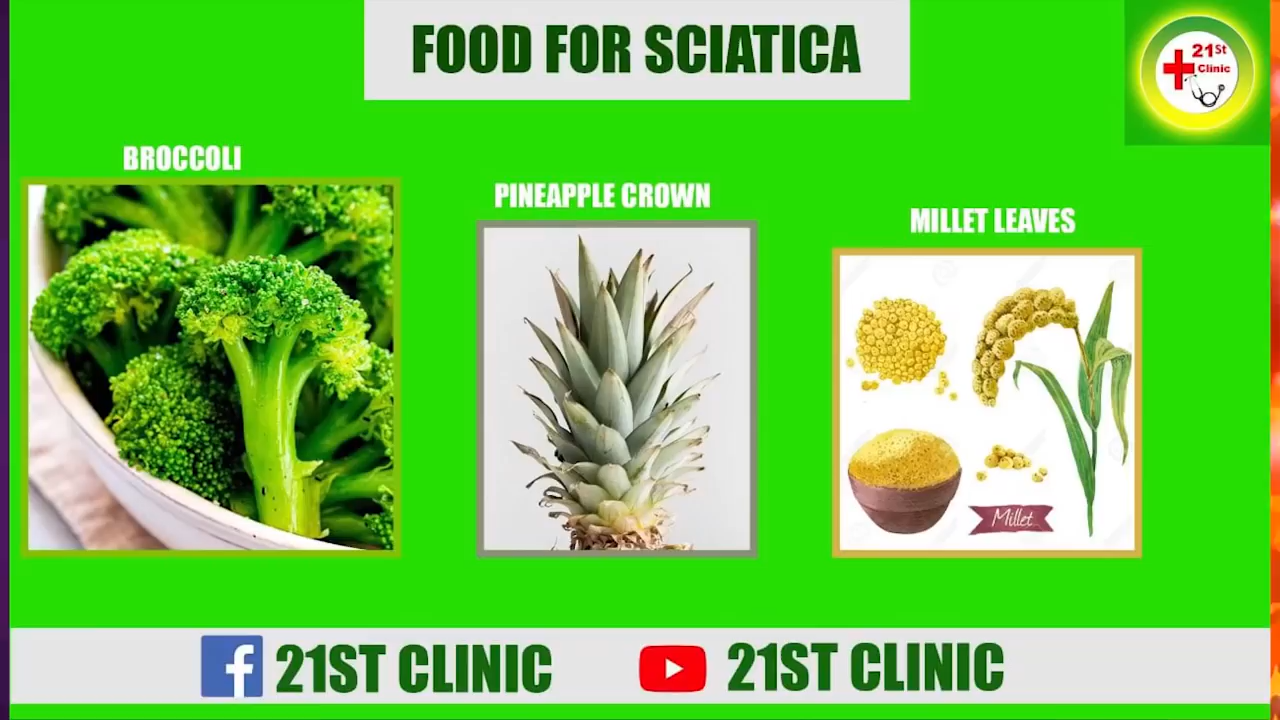 FOOD FOR SCIATICA
21St
Clinic
BROCCOLI
PINEAPPLE CROWN
MILLET LEAVES
Millet
21ST CLINIC
21ST CLINIC